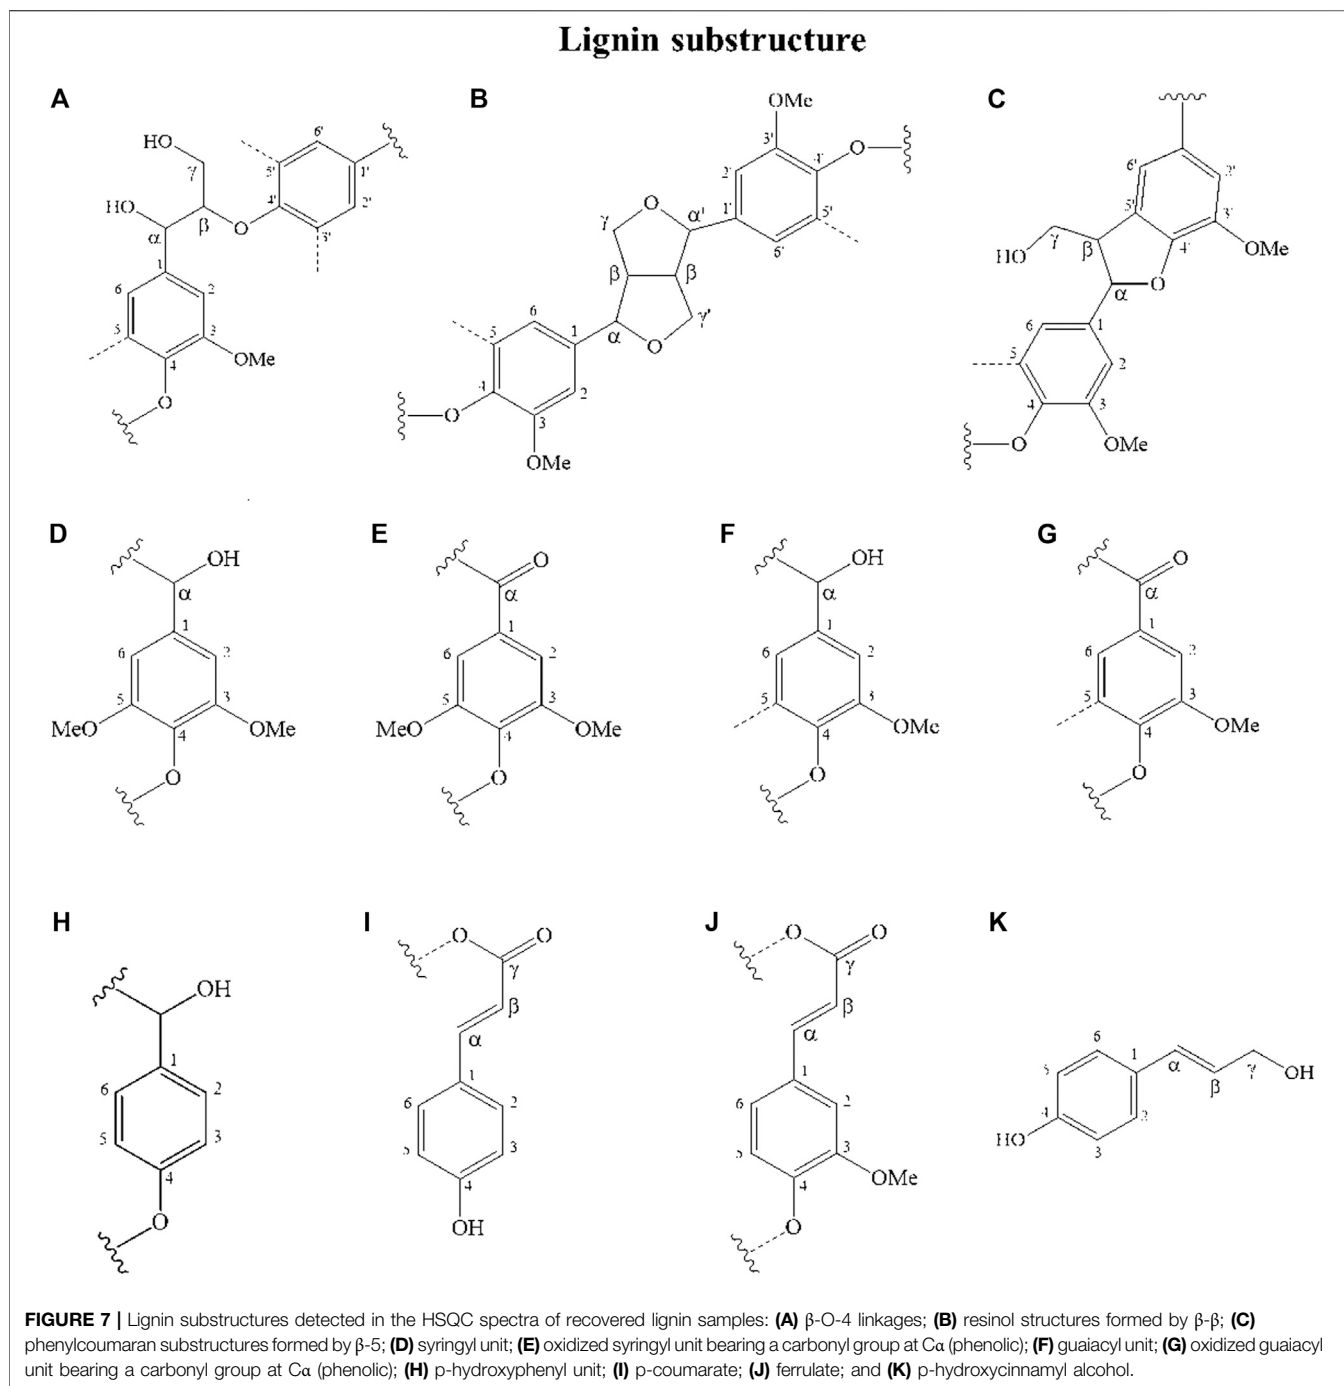 Lignin substructure
A
HO
γ
HO
α
β
O
6'
5'
1'
4'
2'
3'
1
6
2
5
3
4
OMe
O
B
OMe
3'
4'
O
2'
1'
5'
6'
O
α'
γ
β
β
γ'
6
1
α
O
5
4
2
3
O
OMe
C
6'
2'
5'
3'
γ
β
4'
OMe
HO
α
O
1
6
5
2
4
3
O
OMe
D
OH
α
1
6
2
5
3
MeO
4
OMe
O
E
O
α
1
6
2
5
3
MeO
4
OMe
O
F
OH
α
1
6
2
5
3
4
OMe
O
G
O
α
1
6
2
5
3
4
OMe
O
H
OH
1
6
2
5
3
4
O
I
O
O
γ
β
α
1
6
2
5
3
4
OH
J
O
O
γ
β
α
1
6
2
5
3
4
OMe
O
K
6
1
5
α
β
γ
OH
4
2
HO
3
FIGURE 7 | Lignin substructures detected in the HSQC spectra of recovered lignin samples: (A) β-O-4 linkages; (B) resinol structures formed by β-β; (C)
phenylcoumaran substructures formed by β-5; (D) syringyl unit; (E) oxidized syringyl unit bearing a carbonyl group at Cα (phenolic); (F) guaiacyl unit; (G) oxidized guaiacyl
unit bearing a carbonyl group at Cα (phenolic); (H) p-hydroxyphenyl unit; (I) p-coumarate; (J) ferrulate; and (K) p-hydroxycinnamyl alcohol.